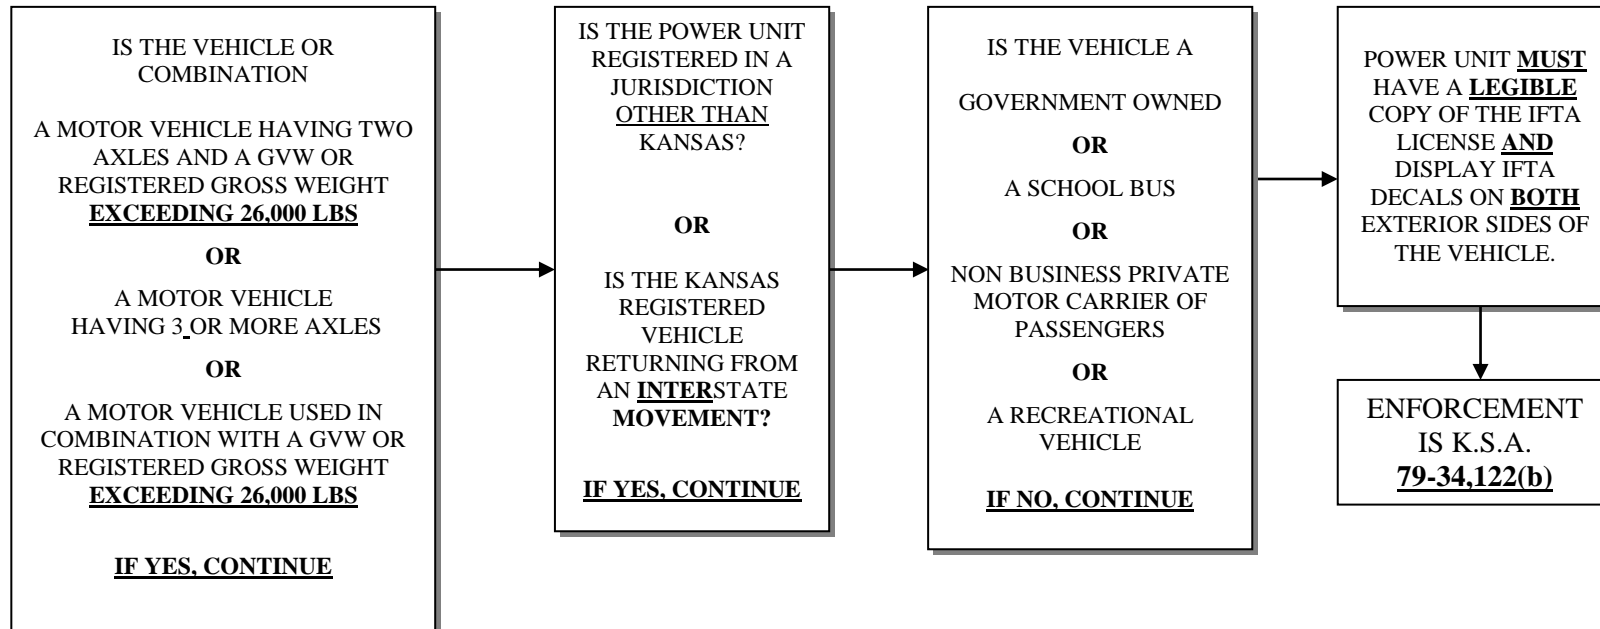 IS THE VEHICLE OR
COMBINATION
A MOTOR VEHICLE HAVING TWO
AXLES AND A GVW OR
REGISTERED GROSS WEIGHT
EXCEEDING 26,000 LBS
OR
A MOTOR VEHICLE
HAVING 3 OR MORE AXLES
OR
A MOTOR VEHICLE USED IN
COMBINATION WITH A GVW OR
REGISTERED GROSS WEIGHT
EXCEEDING 26,000 LBS
IF YES, CONTINUE
IS THE POWER UNIT
REGISTERED IN A
JURISDICTION
OTHER THAN
KANSAS?
OR
IS THE KANSAS
REGISTERED
VEHICLE
RETURNING FROM
AN INTERSTATE
MOVEMENT?
IF YES, CONTINUE
IS THE VEHICLE A
GOVERNMENT OWNED
OR
A SCHOOL BUS
OR
NON BUSINESS PRIVATE
MOTOR CARRIER OF
PASSENGERS
OR
A RECREATIONAL
VEHICLE
IF NO, CONTINUE
POWER UNIT MUST
HAVE A LEGIBLE
COPY OF THE IFTA
LICENSE AND
DISPLAY IFTA
DECALS ON BOTH
EXTERIOR SIDES OF
THE VEHICLE.
ENFORCEMENT
IS K.S.A.
79-34,122(b)